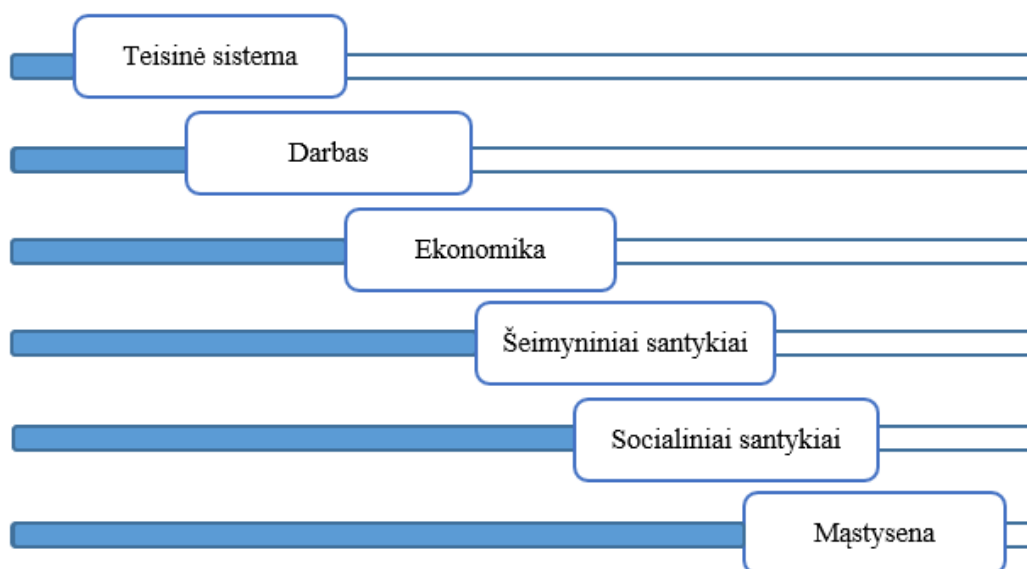 Teisinė sistema
Darbas
Ekonomika
Šeimyniniai santykiai
Socialiniai santykiai
Mąstysena